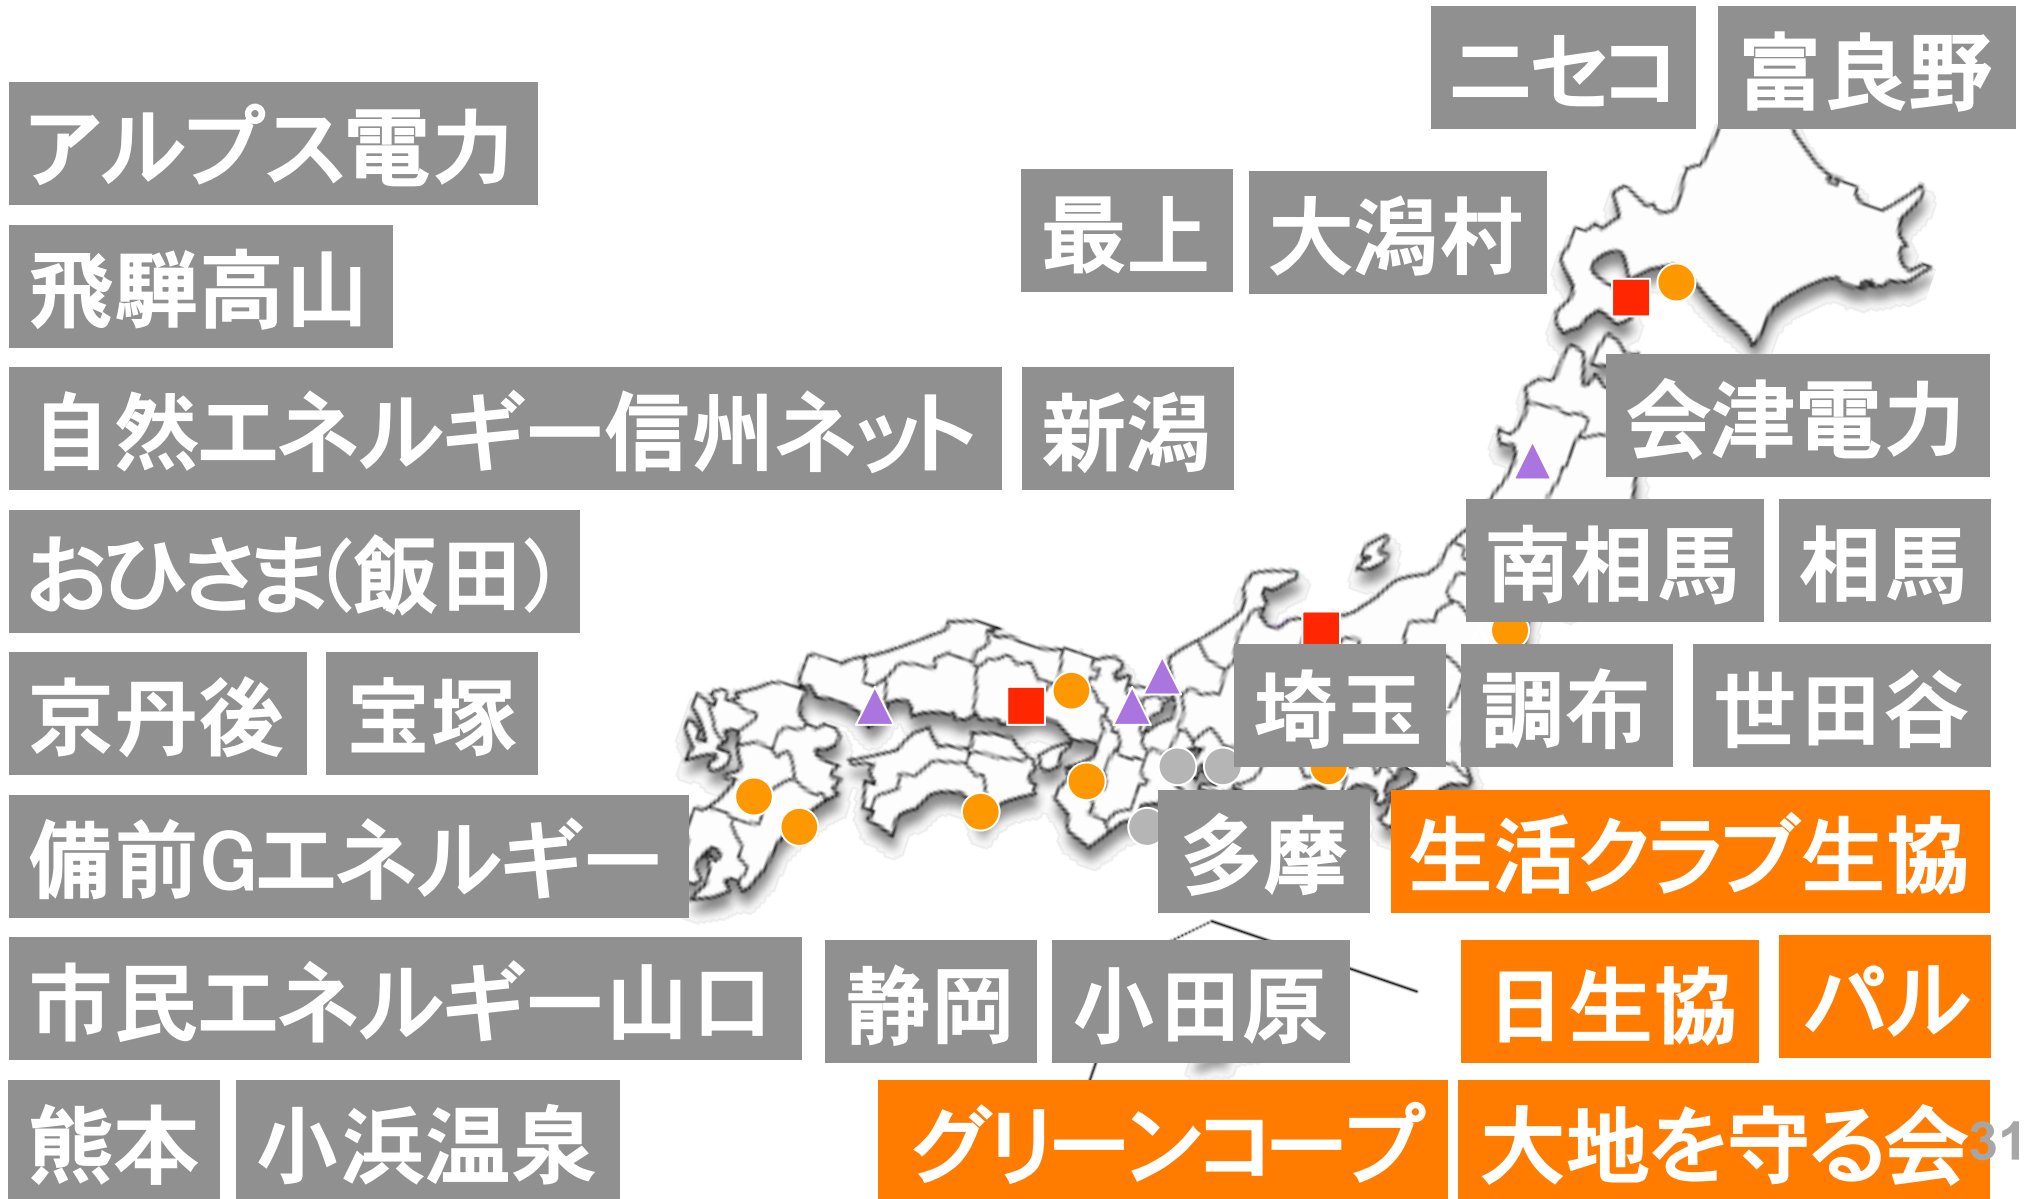 ニセコ 富良野
アルプス電力
最上 大潟村
飛騨高山
自然エネルギー信州ネット 新潟 会津電力
おひさま(飯田) 南相馬 相馬
京丹後 宝塚 埼玉 調布 世田谷
備前Gエネルギー 多摩 生活クラブ生協
市民エネルギー山口 静岡 小田原 日生協 パル
熊本 小浜温泉 グリーンコープ 大地を守る会 31